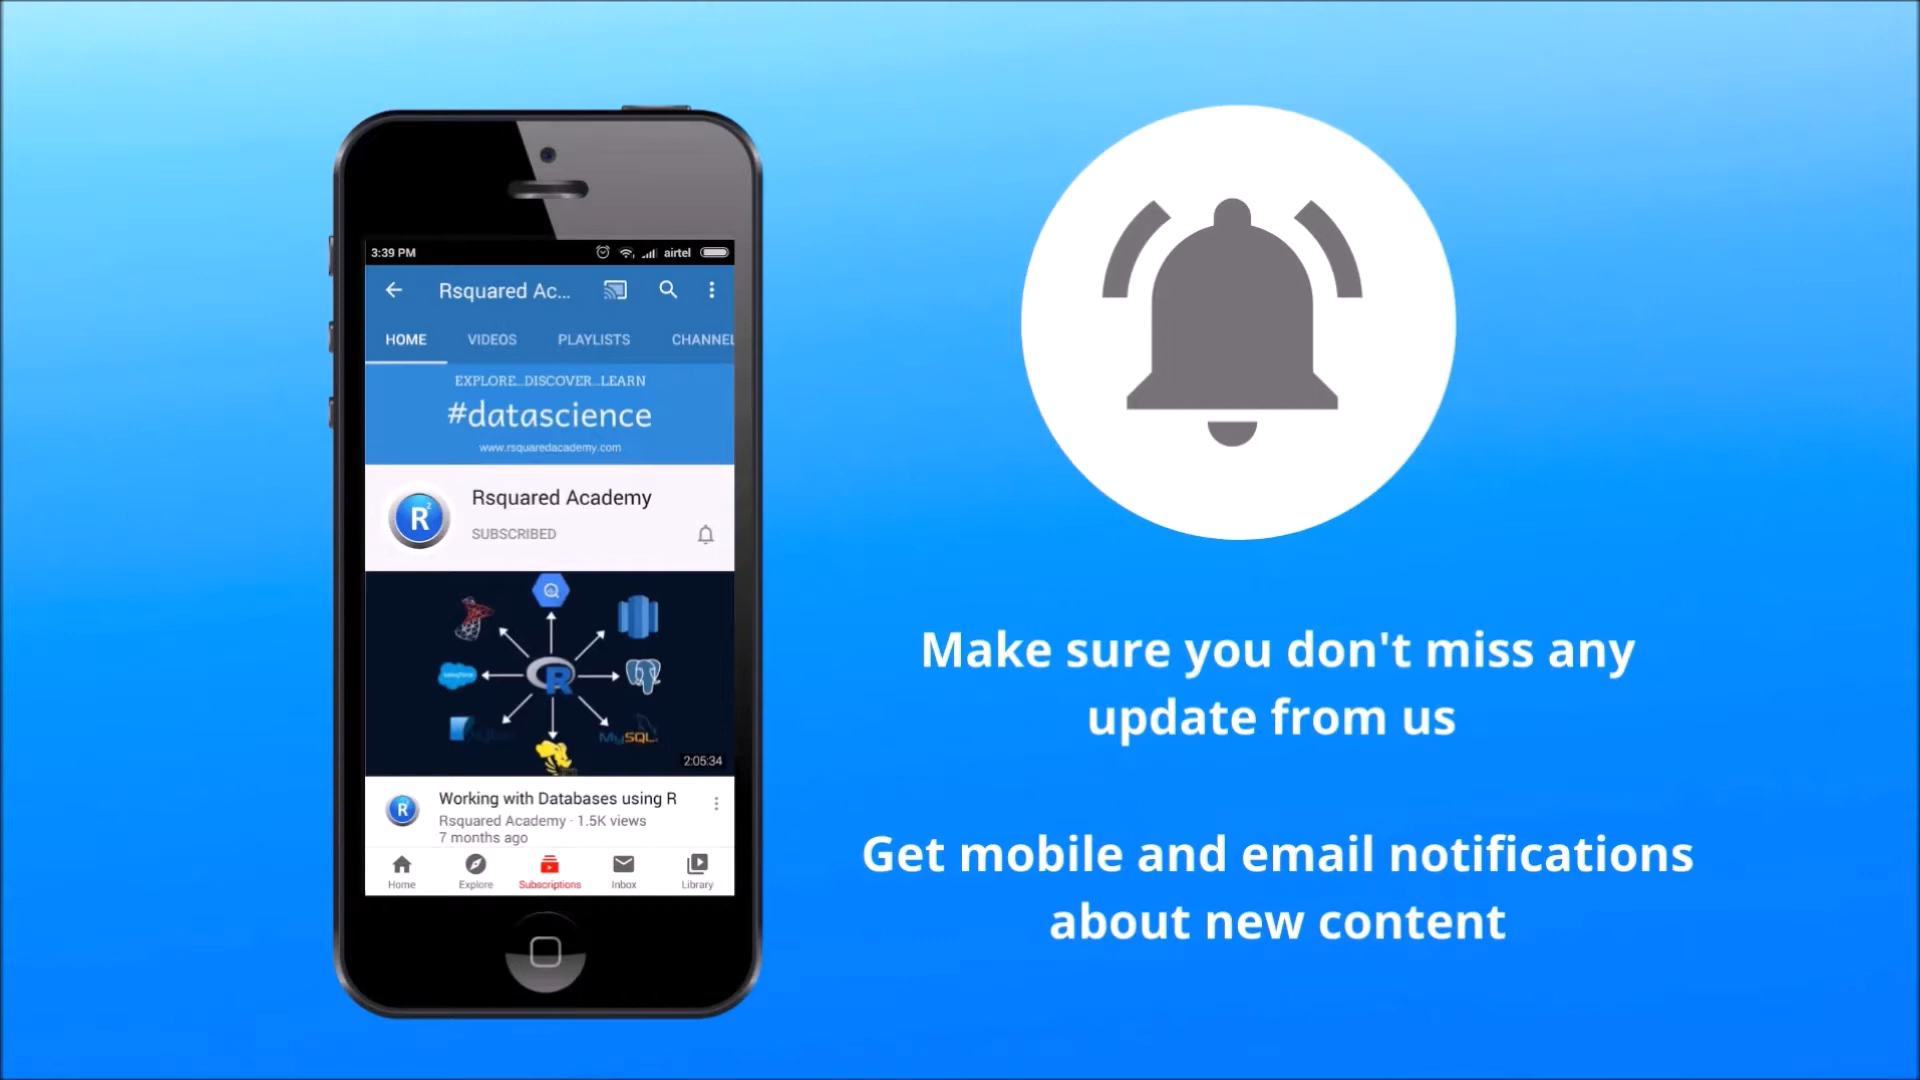 3:39 PM airtel
Rsquared Ac...
HOME VIDEOS PLAYLISTS CHANNEL
EXPLORE...DISCOVER...LEARN
#datascience
www.rsquaredacademy.com
R2
Rsquared Academy
SUBSCRIBED
salesforce
R
MySQL
2:05:34
R
Working with Databases using R
Rsquared Academy · 1.5K views
7 months ago
Home Explore Subscriptions Inbox Library
Make sure you don't miss any
update from us
Get mobile and email notifications
about new content